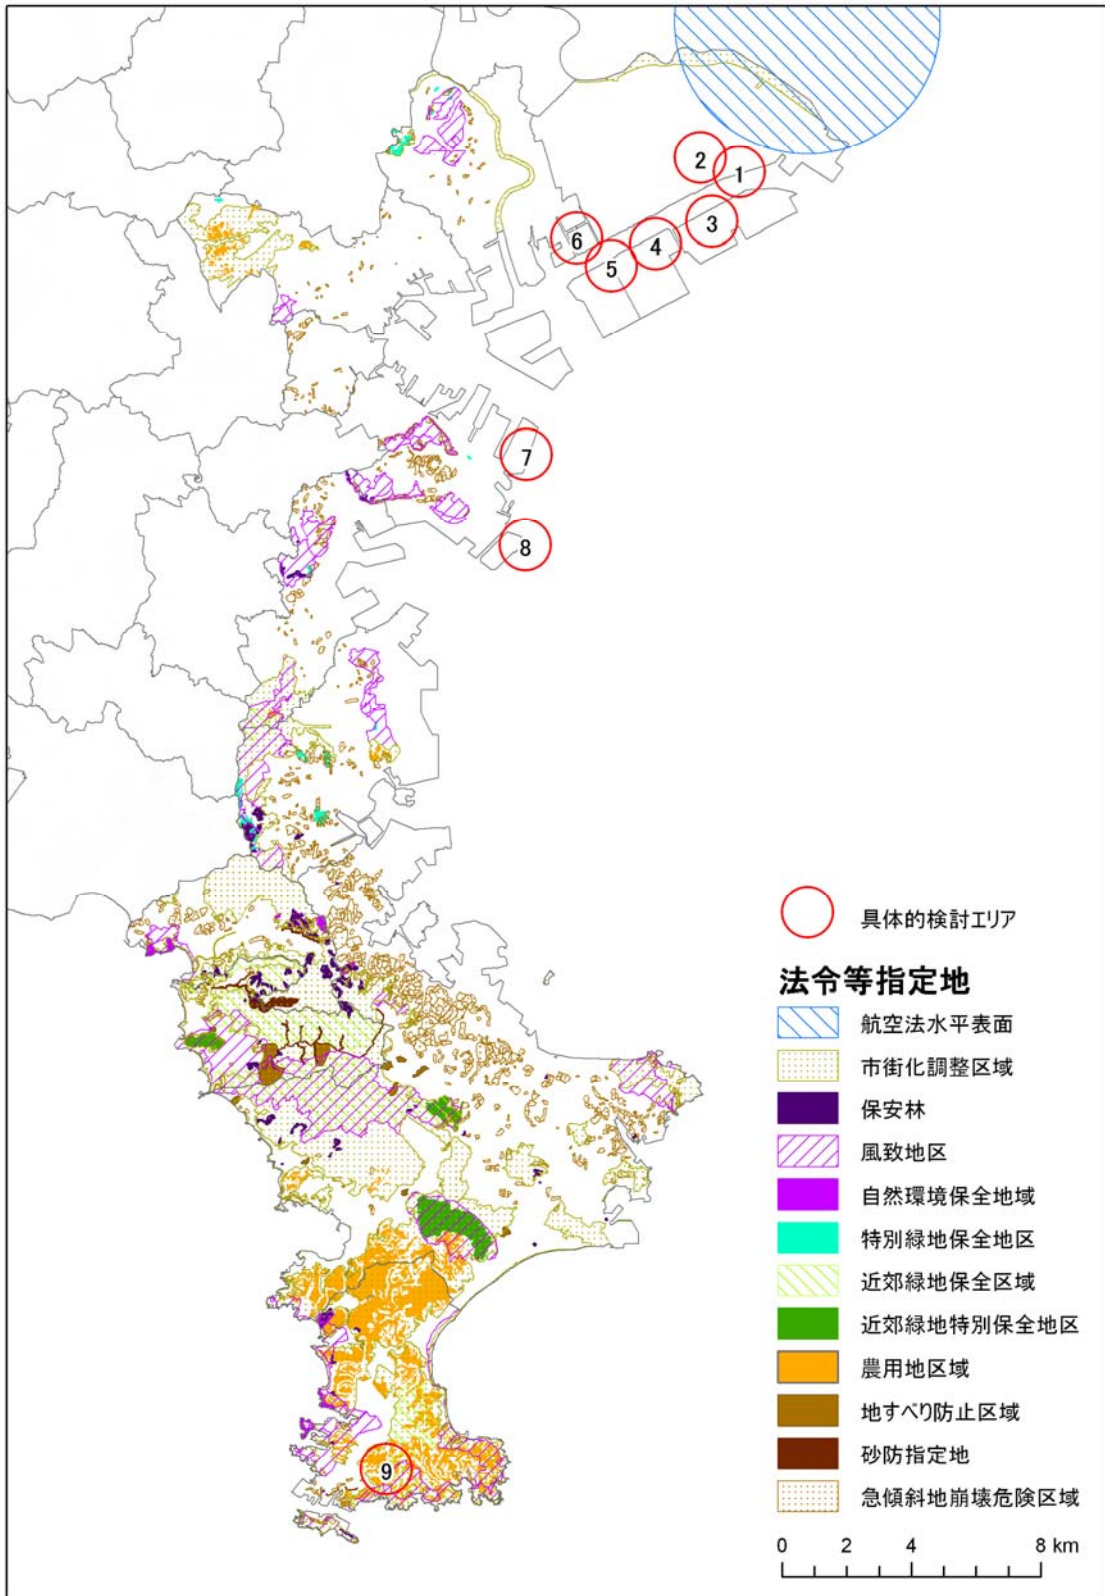 2
1
3
6
4
5
7
8
9
具体的検討エリア
法令等指定地
航空法水平表面
市街化調整区域
保安林
風致地区
自然環境保全地域
特別緑地保全地区
近郊緑地保全区域
近郊緑地特別保全地区
農用地区域
地すべり防止区域
砂防指定地
急傾斜地崩壊危険区域
0 2 4 8 km